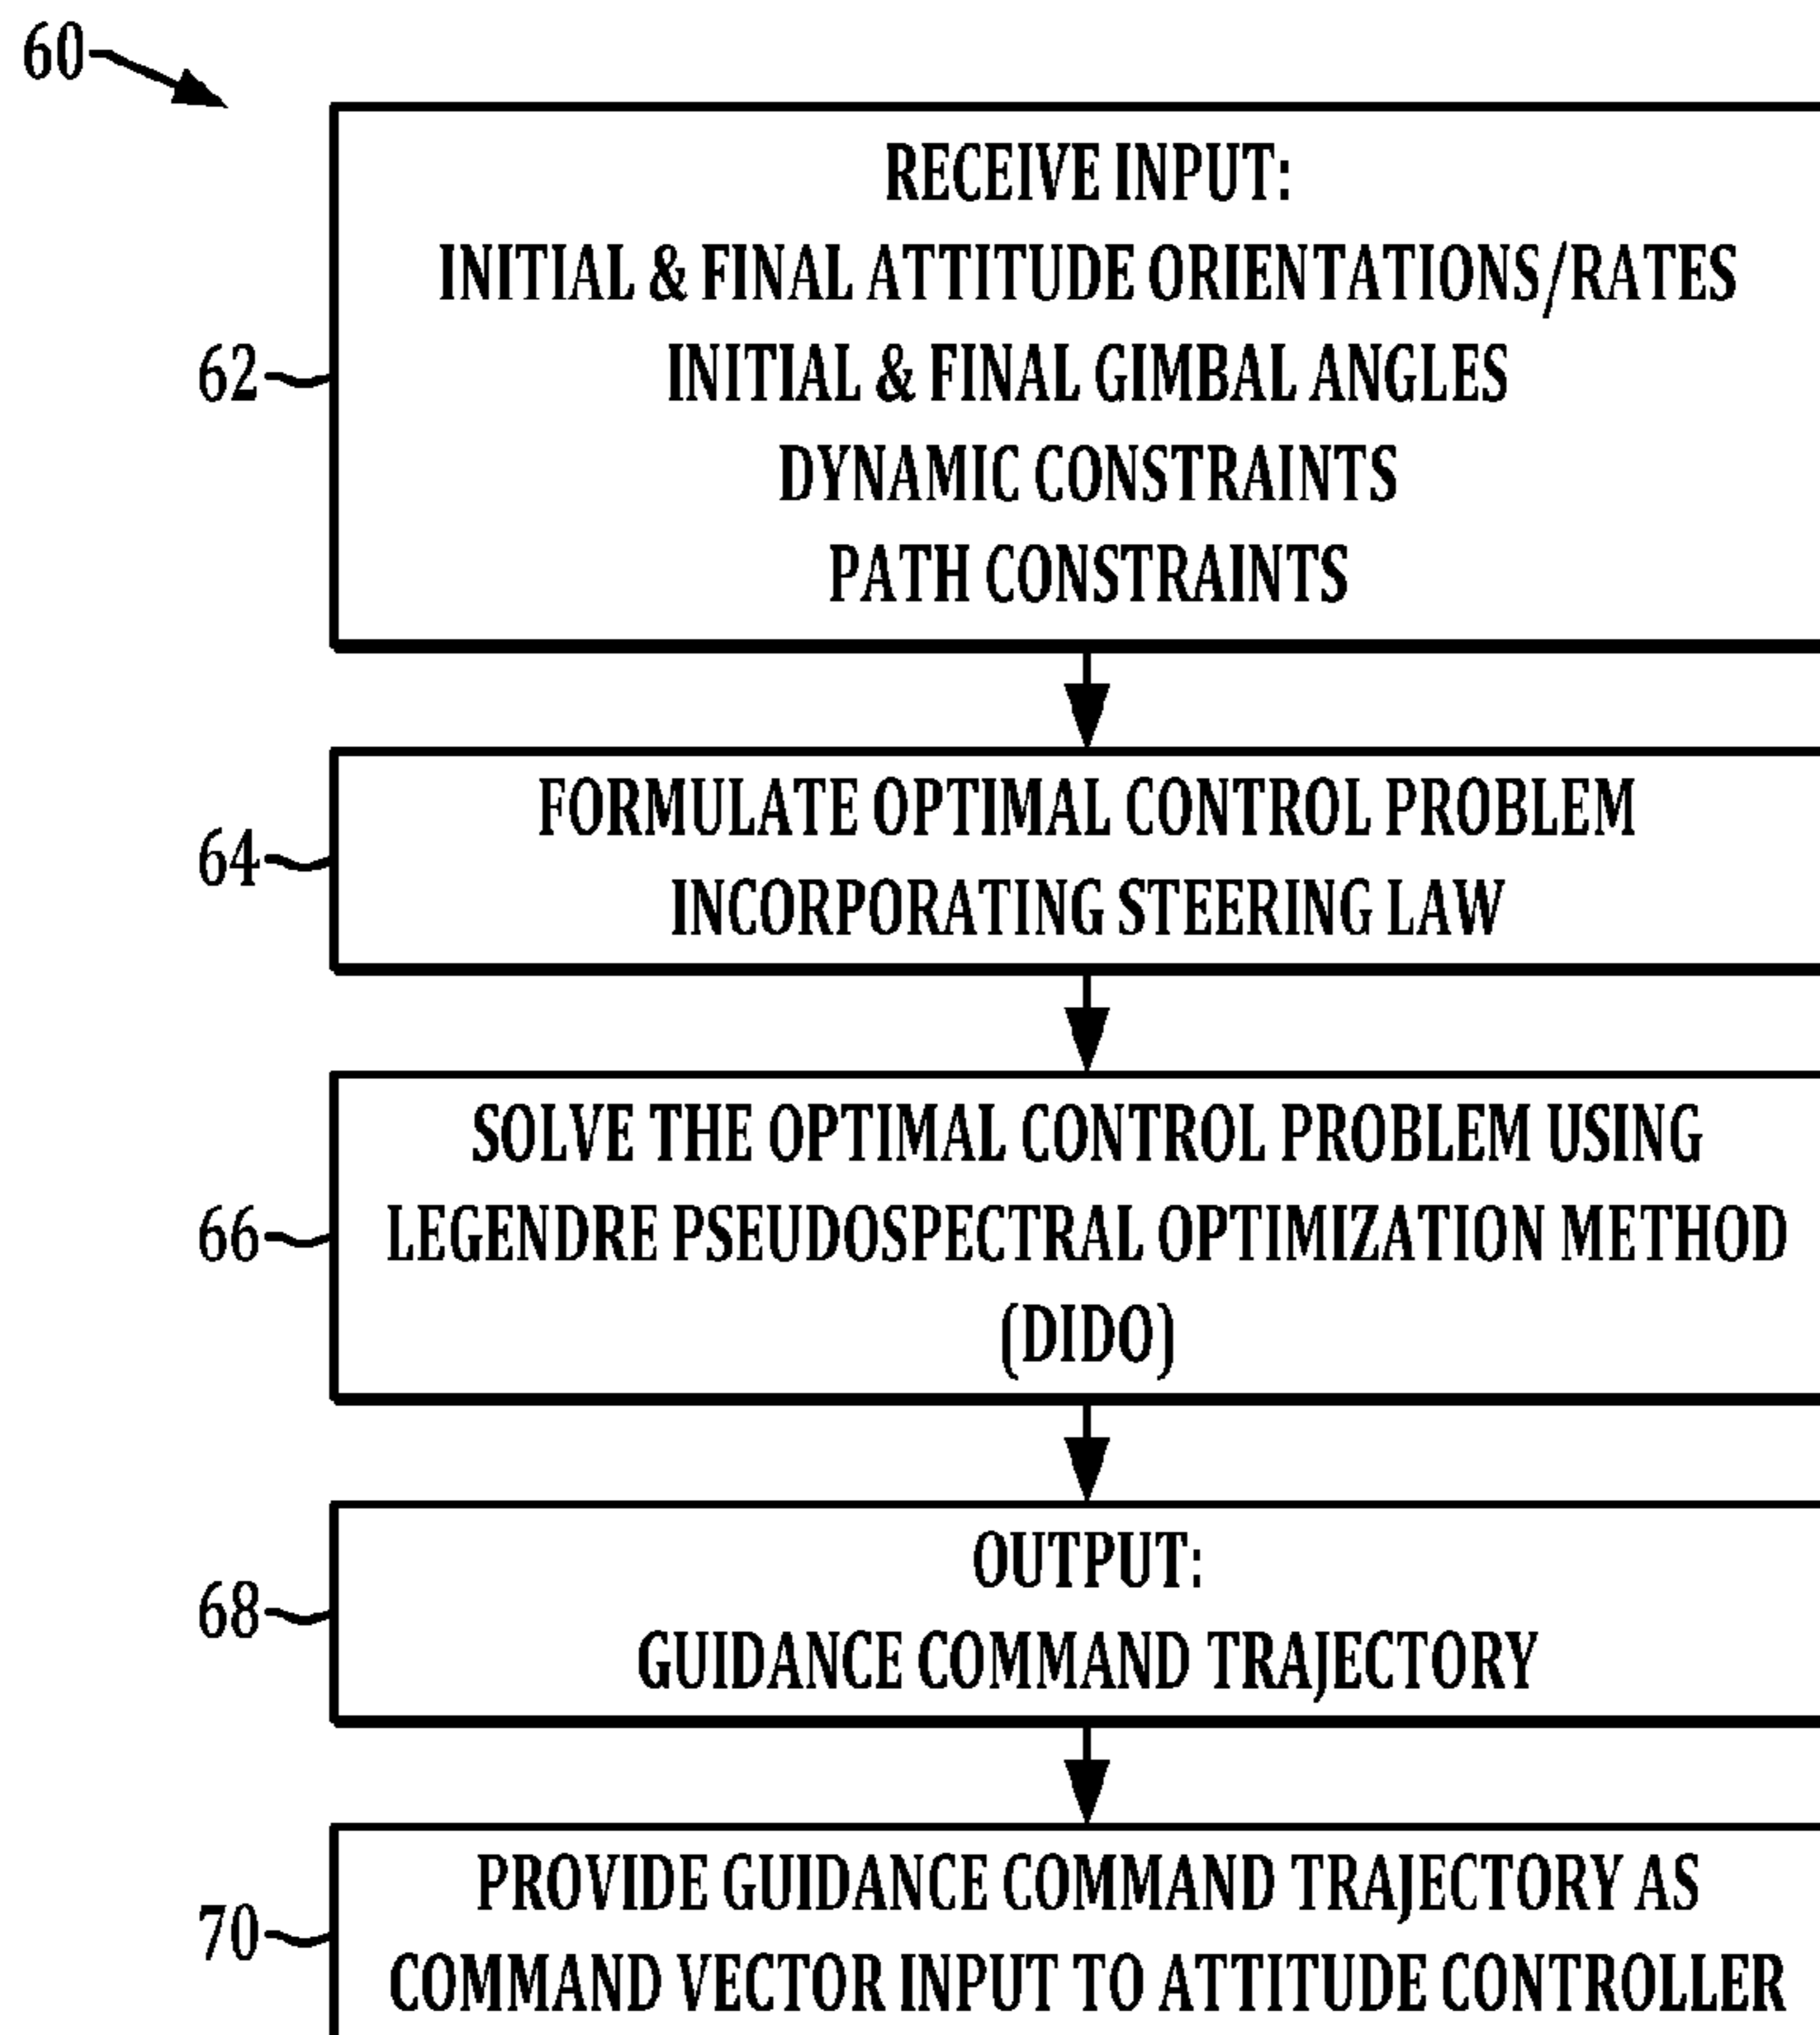 60
RECEIVE INPUT:
INITIAL & FINAL ATTITUDE ORIENTATIONS/RATES
62
INITIAL & FINAL GIMBAL ANGLES
DYNAMIC CONSTRAINTS
PATH CONSTRAINTS
64
FORMULATE OPTIMAL CONTROL PROBLEM
INCORPORATING STEERING LAW
66
SOLVE THE OPTIMAL CONTROL PROBLEM USING
LEGENDRE PSEUDOSPECTRAL OPTIMIZATION METHOD
(DIDO)
68
OUTPUT:
GUIDANCE COMMAND TRAJECTORY
70
PROVIDE GUIDANCE COMMAND TRAJECTORY AS
COMMAND VECTOR INPUT TO ATTITUDE CONTROLLER